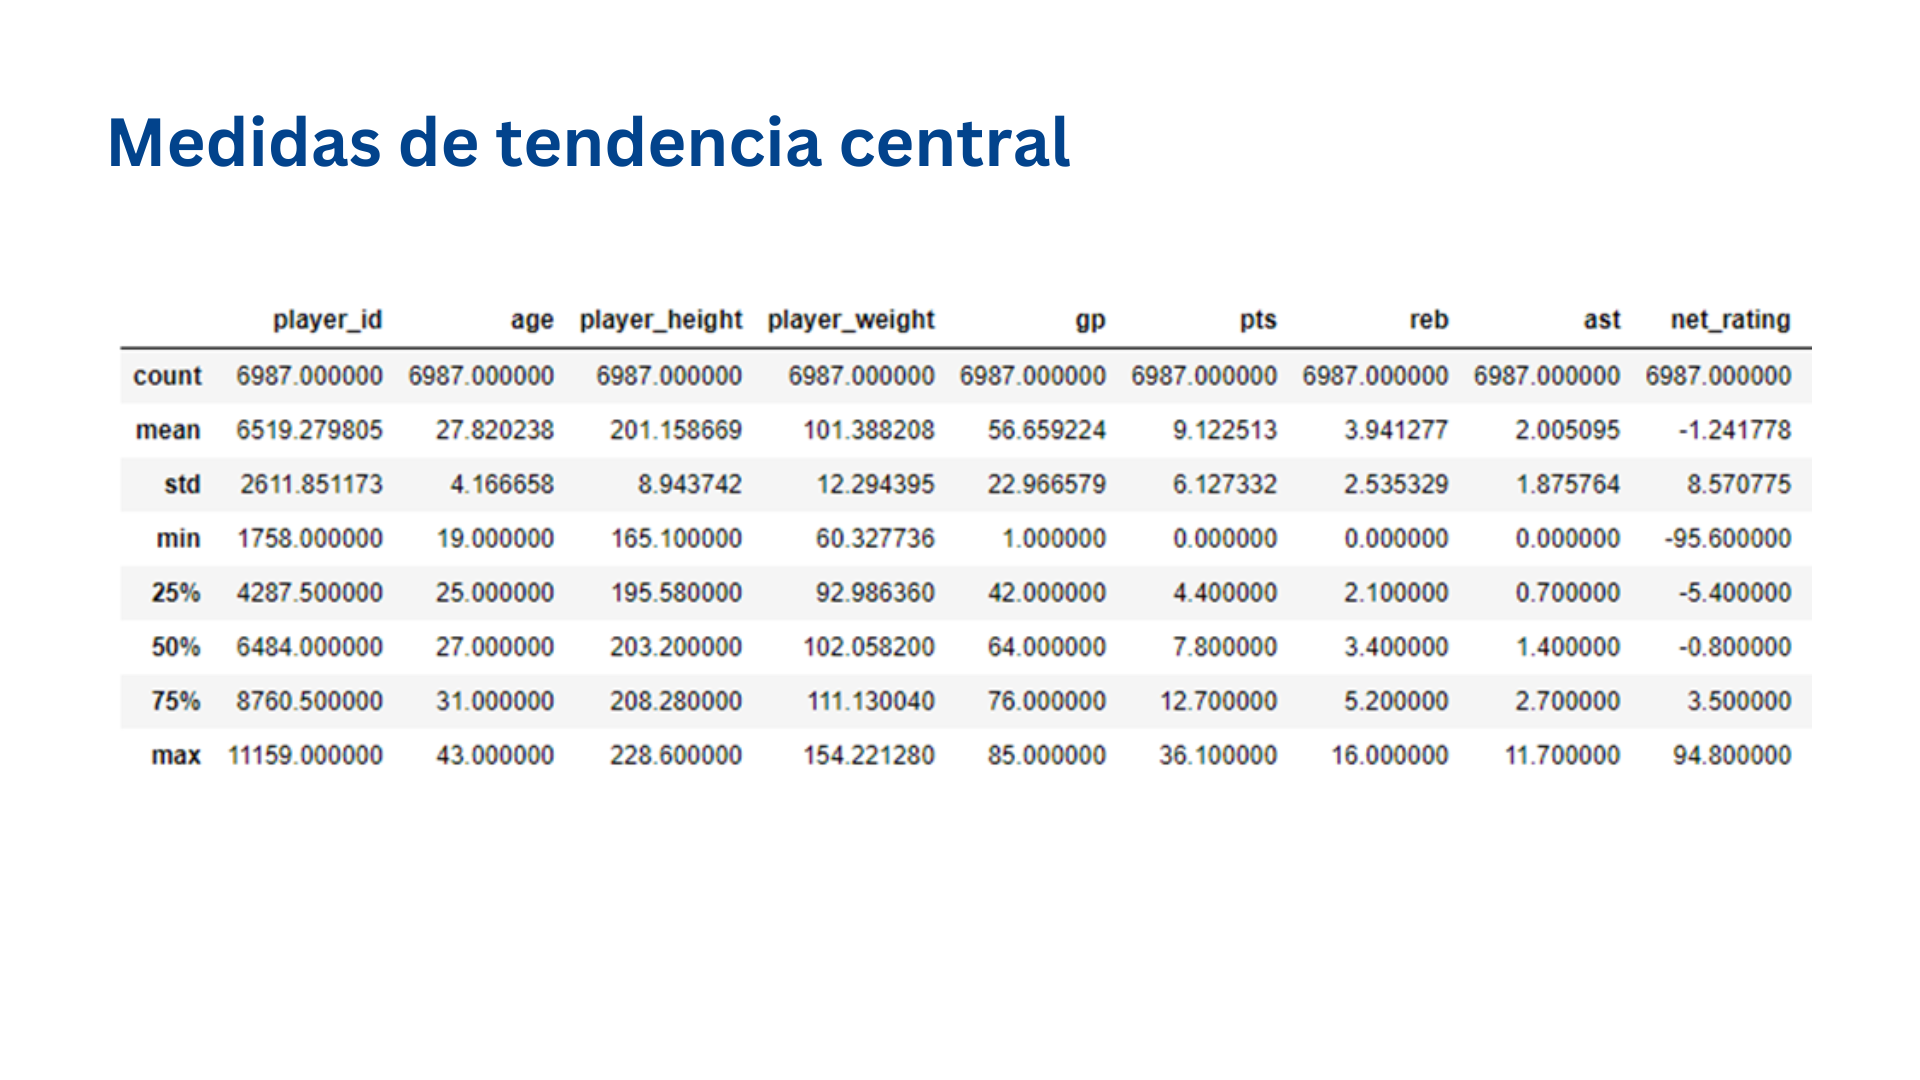 Medidas de tendencia central
player_id age player_height player_weight gp pts reb ast net_rating
count 6987.000000 6987.000000 6987.000000 6987.000000 6987.000000 6987.000000 6987.000000 6987.000000 6987.000000
mean 6519.279805 27.820238 201.158669 101.388208 56.659224 9.122513 3.941277 2.005095 -1.241778
std 2611.851173 4.166658 8.943742 12.294395 22.966579 6.127332 2.535329 1.875764 8.570775
min 1758.000000 19.000000 165.100000 60.327736 1.000000 0.000000 0.000000 0.000000 -95.600000
25% 4287.500000 25.000000 195.580000 92.986360 42.000000 4.400000 2.100000 0.700000 -5.400000
50% 6484.000000 27.000000 203.200000 102.058200 64.000000 7.800000 3.400000 1.400000 -0.800000
75% 8760.500000 31.000000 208.280000 111.130040 76.000000 12.700000 5.200000 2.700000 3.500000
max 11159.000000 43.000000 228.600000 154.221280 85.000000 36.100000 16.000000 11.700000 94.800000